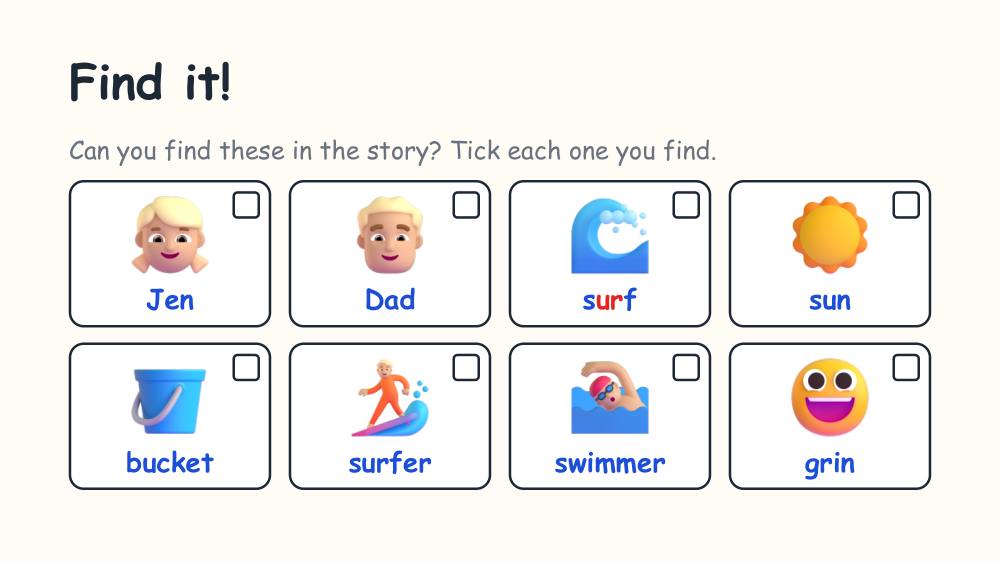 Find it!
Can you find these in the story? Tick each one you find.
Jen
Dad
surf
sun
bucket
surfer
swimmer
grin